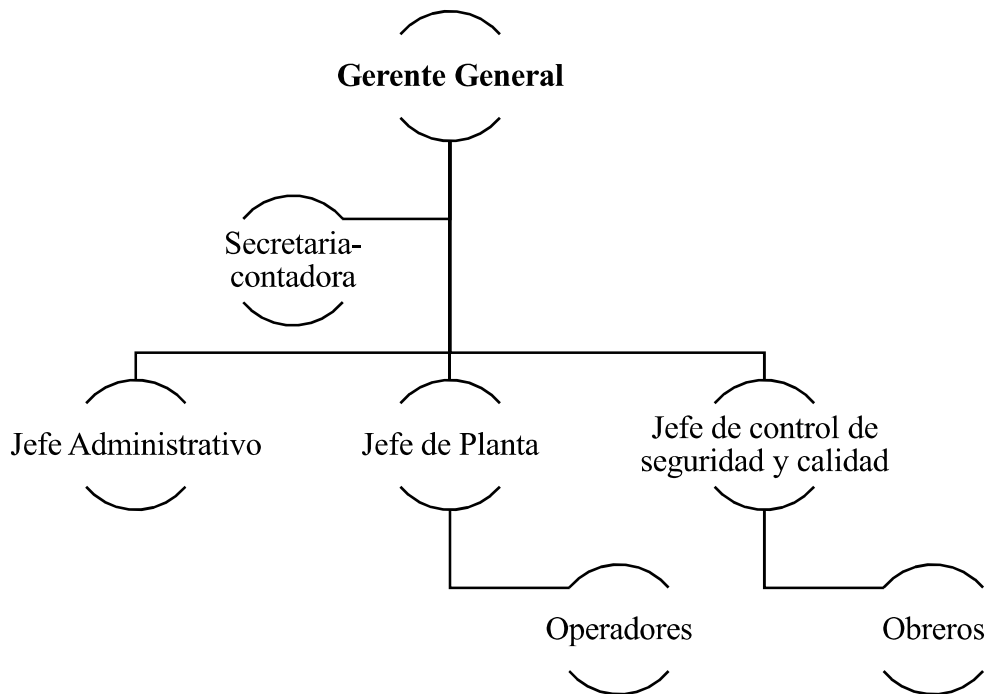 Gerente General
Secretaria-
contadora
Jefe Administrativo
Jefe de Planta
Jefe de control de
seguridad y calidad
Operadores
Obreros